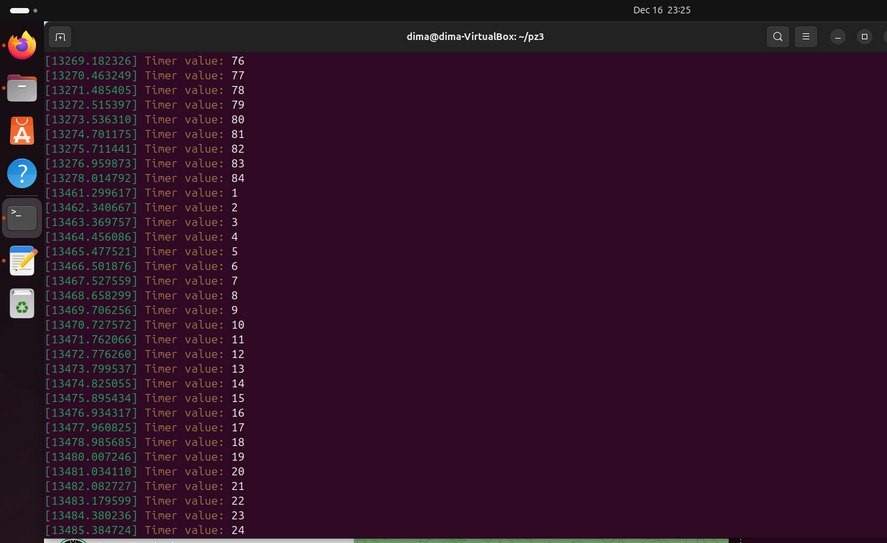 Dec 16 23:25
dima@dima-VirtualBox: ~/pz3
[13269.182326] Timer value: 76
[13270.463249] Timer value: 77
[13271.485405] Timer value: 78
[13272.515397] Timer value: 79
[13273.536310] Timer value: 80
[13274.701175] Timer value: 81
[13275.711441] Timer value: 82
[13276.959873] Timer value: 83
[13278.014792] Timer value: 84
[13461.299617] Timer value: 1
[13462.340667] Timer value: 2
[13463.369757] Timer value: 3
[13464.456086] Timer value: 4
[13465.477521] Timer value: 5
[13466.501876] Timer value: 6
[13467.527559] Timer value: 7
[13468.658299] Timer value: 8
[13469.706256] Timer value: 9
[13470.727572] Timer value: 10
[13471.762066] Timer value: 11
[13472.776260] Timer value: 12
[13473.799537] Timer value: 13
[13474.825055] Timer value: 14
[13475.895434] Timer value: 15
[13476.934317] Timer value: 16
[13477.960825] Timer value: 17
[13478.985685] Timer value: 18
[13480.007246] Timer value: 19
[13481.034110] Timer value: 20
[13482.082727] Timer value: 21
[13483.179599] Timer value: 22
[13484.380236] Timer value: 23
[13485.384724] Timer value: 24